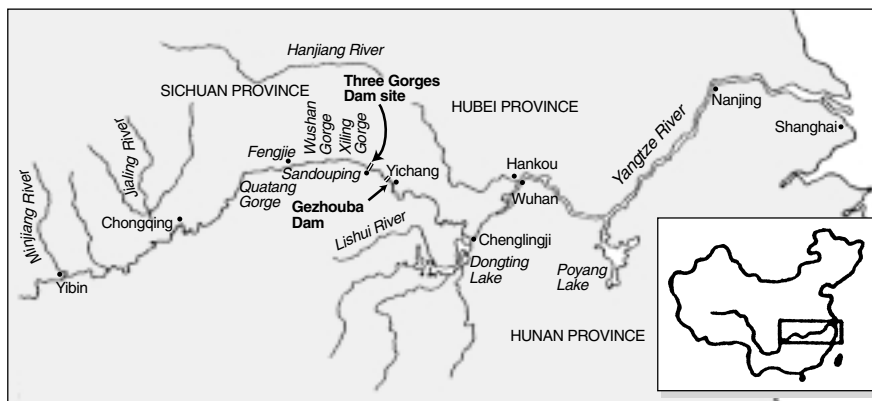 Hanjiang River
SICHUAN PROVINCE
Three Gorges
Dam site
HUBEI PROVINCE
Nanjing
Shanghai
Yangtze River
Jialing River
Minjiang River
Fengjie
Wushan
Gorge
Xiling
Gorge
Sandouping
Yichang
Hankou
Wuhan
Quatang
Gorge
Chongqing
Gezhouba
Dam
Lishui River
Chenglingji
Dongting
Lake
Poyang
Lake
Yibin
HUNAN PROVINCE